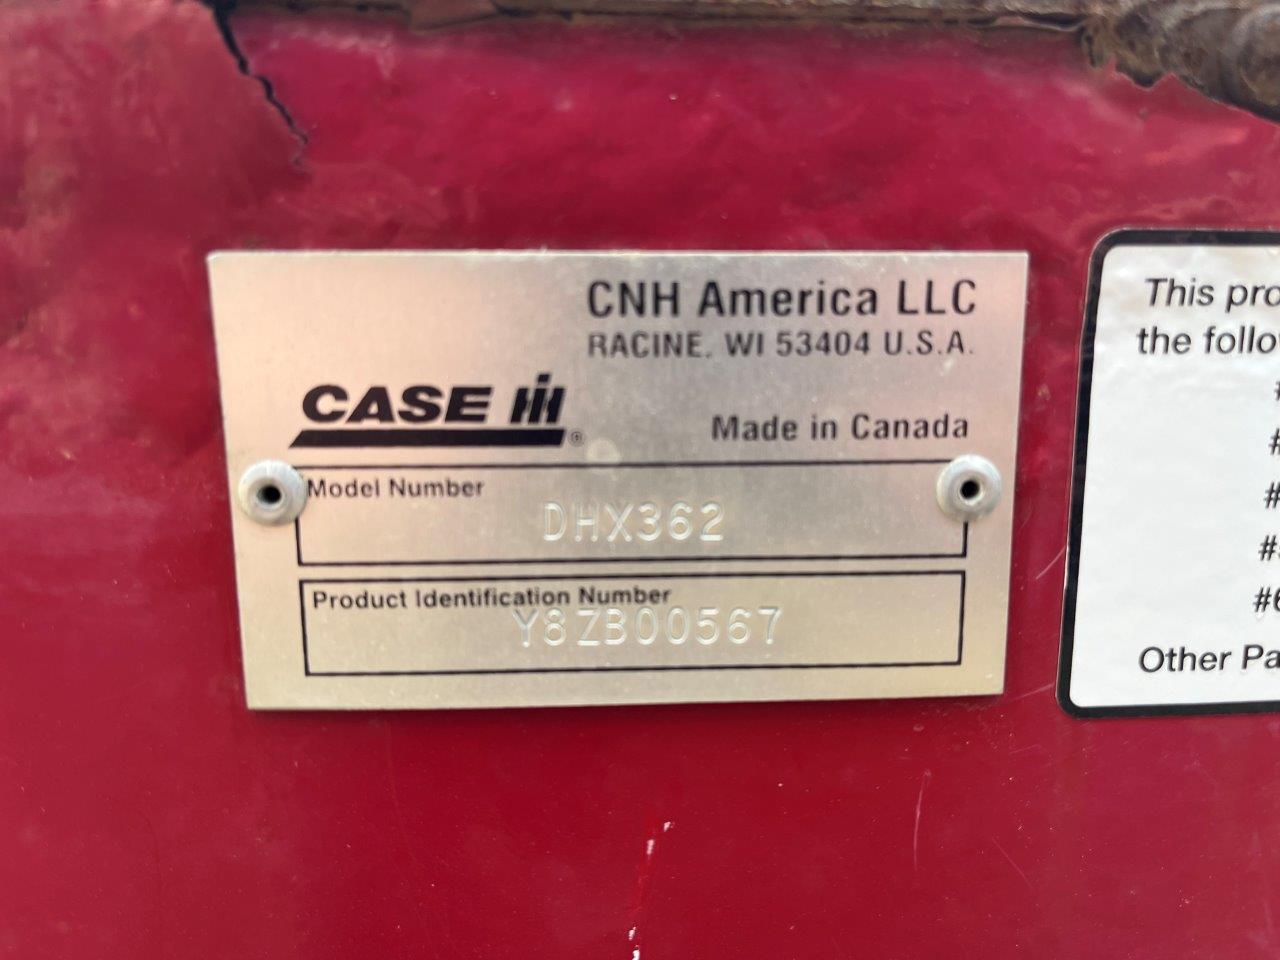 CNH America LLC
RACINE, WI 53404 U.S.A.
CASE IH®
Made in Canada
Model Number
DHX362
Product Identification Number
Y8ZB00567
This pro
the follo
#
#
#
#
#6
Other Pa